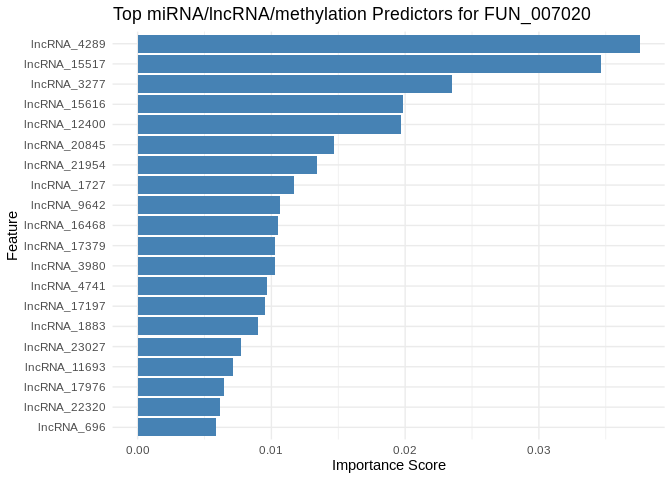 Top miRNA/lncRNA/methylation Predictors for FUN_007020
Feature
lncRNA_4289
lncRNA_15517
lncRNA_3277
lncRNA_15616
lncRNA_12400
lncRNA_20845
lncRNA_21954
lncRNA_1727
lncRNA_9642
lncRNA_16468
lncRNA_17379
lncRNA_3980
lncRNA_4741
lncRNA_17197
lncRNA_1883
lncRNA_23027
lncRNA_11693
lncRNA_17976
lncRNA_22320
lncRNA_696
0.00 0.01 0.02 0.03
Importance Score